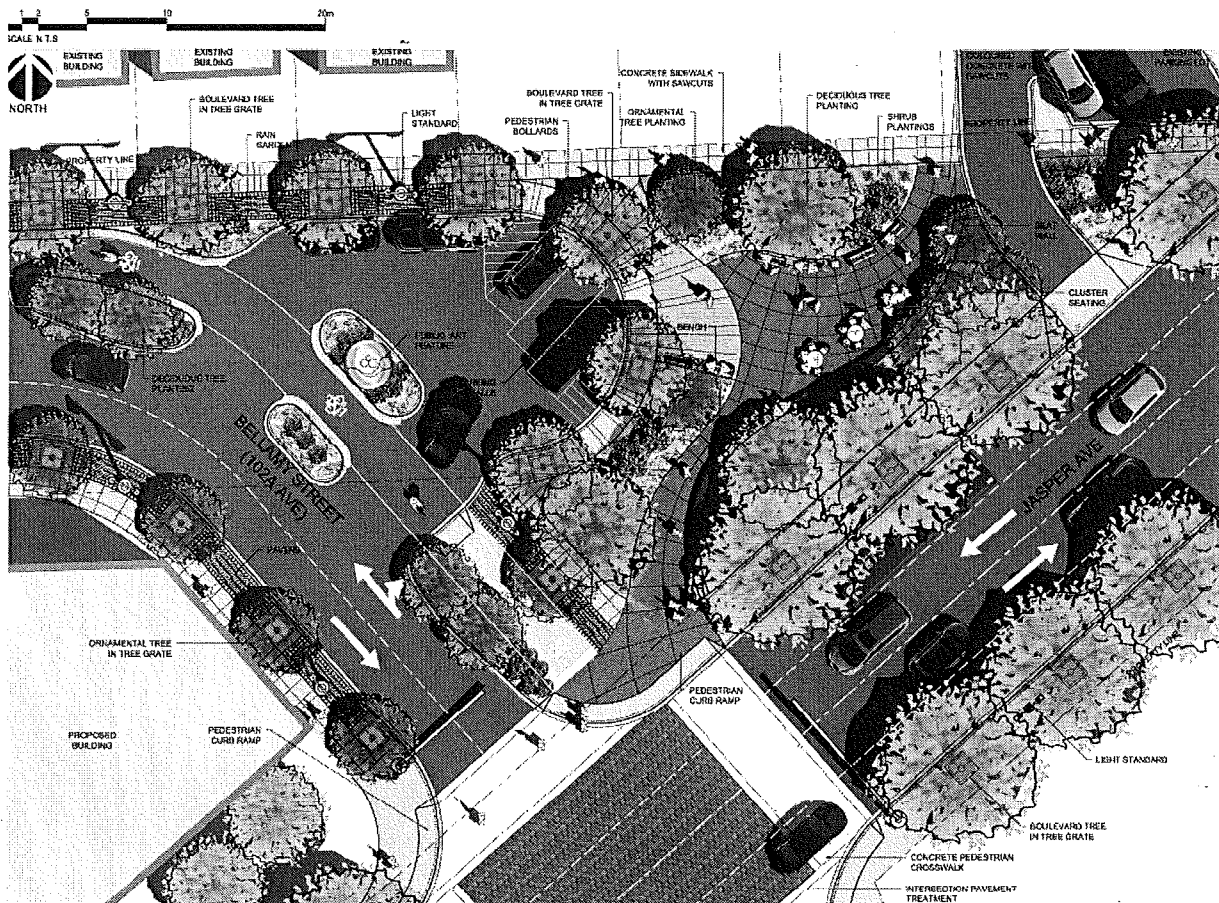 1 2 5 10 20m
SCALE N.T.S
NORTH
EXISTING
BUILDING
EXISTING
BUILDING
EXISTING
BUILDING
BOULEVARD TREE
IN TREE GRATE
RAIN
LIGHT
STANDARD
PEDESTRIAN
BOLLARDS
BOULEVARD TREE
IN TREE GRATE
CONCRETE SIDEWALK
WITH SAWCUTS
ORNAMENTAL
TREE PLANTING
DECIDUOUS TREE
PLANTING
SHRUB
PLANTINGS
PROPERTY LINE
CLUSTER
SEATING
BENCH
DECIDUOUS TREE
PLANTING
BELLAMY STREET
(102A AVE)
JASPER AVE
PAVERS
ORNAMENTAL TREE
IN TREE GRATE
PROPOSED
BUILDING
PEDESTRIAN
CURB RAMP
PEDESTRIAN
CURB RAMP
LIGHT STANDARD
BOULEVARD TREE
IN TREE GRATE
CONCRETE PEDESTRIAN
CROSSWALK
INTERSECTION PAVEMENT
TREATMENT